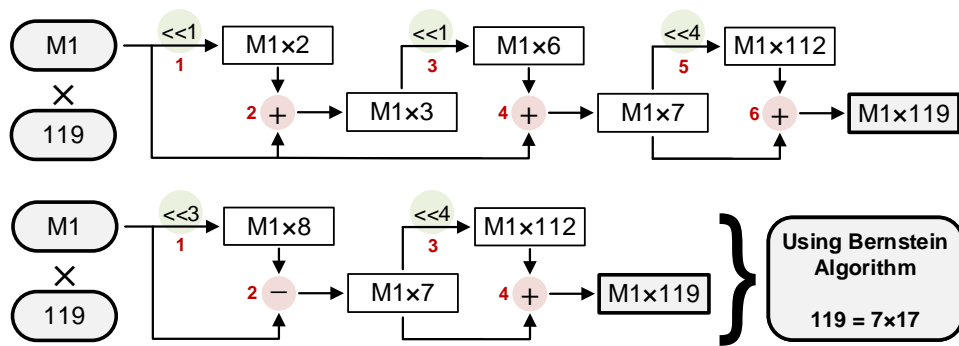 M1
×
119
<<1
1
M1×2
2
+
M1×3
<<1
3
M1×6
4
+
M1×7
<<4
5
M1×112
6
+
M1×119
M1
×
119
<<3
1
M1×8
2
−
M1×7
<<4
3
M1×112
4
+
M1×119
}
Using Bernstein
Algorithm
119 = 7×17